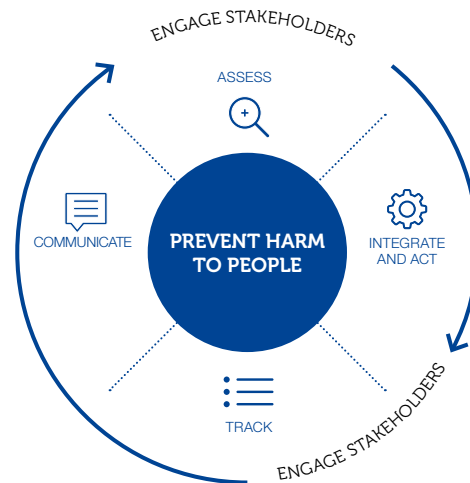 ENGAGE STAKEHOLDERS
ASSESS
COMMUNICATE
PREVENT HARM
TO PEOPLE
INTEGRATE
AND ACT
TRACK
ENGAGE STAKEHOLDERS